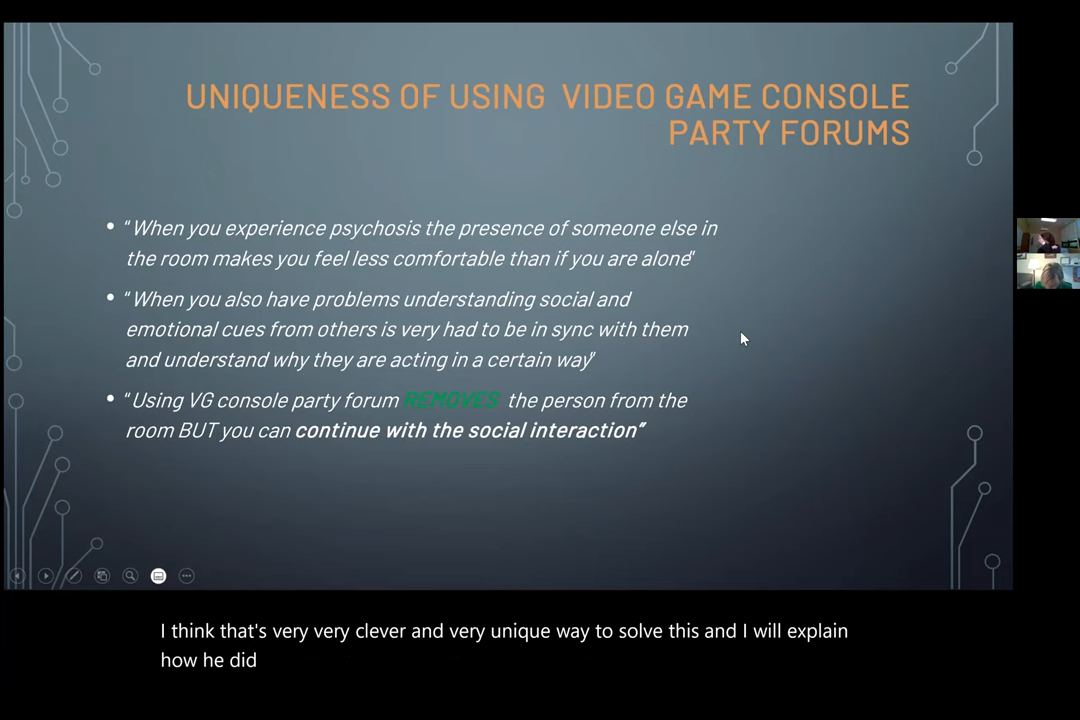 UNIQUENESS OF USING VIDEO GAME CONSOLE
PARTY FORUMS
• "When you experience psychosis the presence of someone else in
the room makes you feel less comfortable than if you are alone"
• "When you also have problems understanding social and
emotional cues from others is very had to be in sync with them
and understand why they are acting in a certain way"
• "Using VG console party forum REMOVES the person from the
room BUT you can continue with the social interaction"
I think that's very very clever and very unique way to solve this and I will explain
how he did